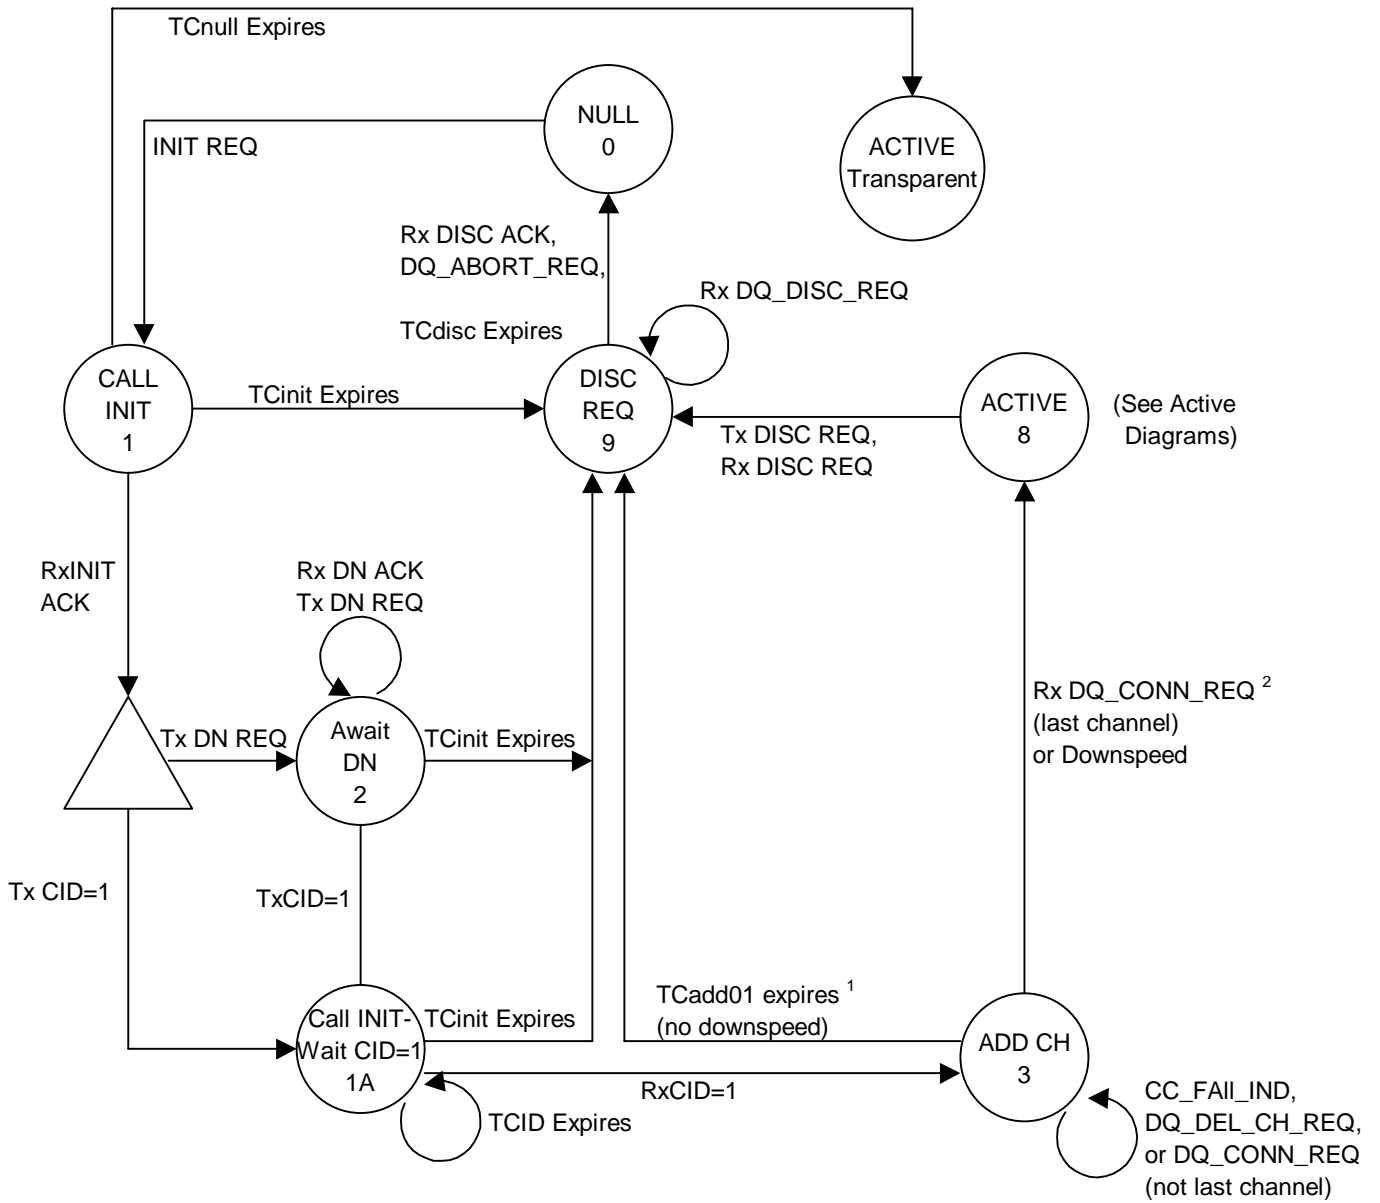 TCnull Expires
NULL
0
INIT REQ
ACTIVE
Transparent
Rx DISC ACK,
DQ_ABORT_REQ,
TCdisc Expires
Rx DQ_DISC_REQ
CALL
INIT
1
TCinit Expires
DISC
REQ
9
ACTIVE
8
(See Active
Diagrams)
Tx DISC REQ,
Rx DISC REQ
RxINIT
ACK
Rx DN ACK
Tx DN REQ
Tx DN REQ
Await
DN
2
TCinit Expires
Rx DQ_CONN_REQ 2
(last channel)
or Downspeed
Tx CID=1
TxCID=1
Call INIT-
Wait CID=1
1A
TCinit Expires
TCadd01 expires 1
(no downspeed)
ADD CH
3
RxCID=1
TCID Expires
CC_FAIl_IND,
DQ_DEL_CH_REQ,
or DQ_CONN_REQ
(not last channel)